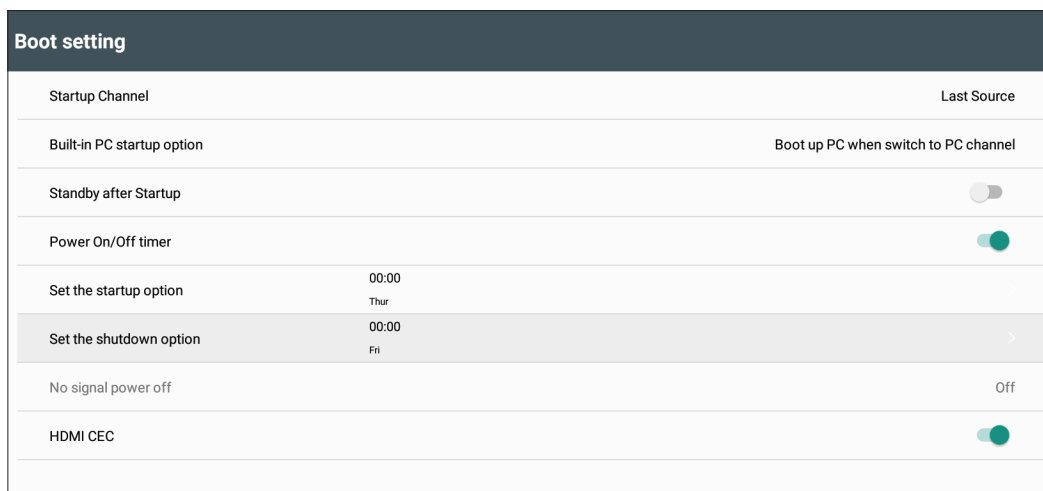 Boot setting
Startup Channel Last Source
Built-in PC startup option Boot up PC when switch to PC channel
Standby after Startup
Power On/Off timer
Set the startup option 00:00
Thur
Set the shutdown option 00:00
Fri
No signal power off Off
HDMI CEC